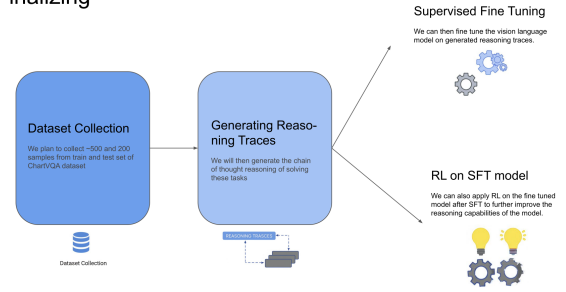 inalizing
Supervised Fine Tuning
We can then fine tune the vision language
model on generated reasoning traces.
Dataset Collection
We plan to collect ~500 and 200
samples from train and test set of
ChartVQA dataset
Generating Reaso-
ning Traces
We will then generate the chain
of thought reasoning of solving
these tasks
RL on SFT model
We can also apply RL on the fine tuned
model after SFT to further improve the
reasoning capabilities of the model.
Dataset Collection
REASONING TRACES